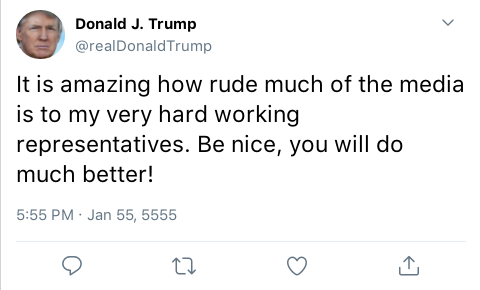 Donald J. Trump
@realDonaldTrump
It is amazing how rude much of the media
is to my very hard working
representatives. Be nice, you will do
much better!
5:55 PM · Jan 55, 5555